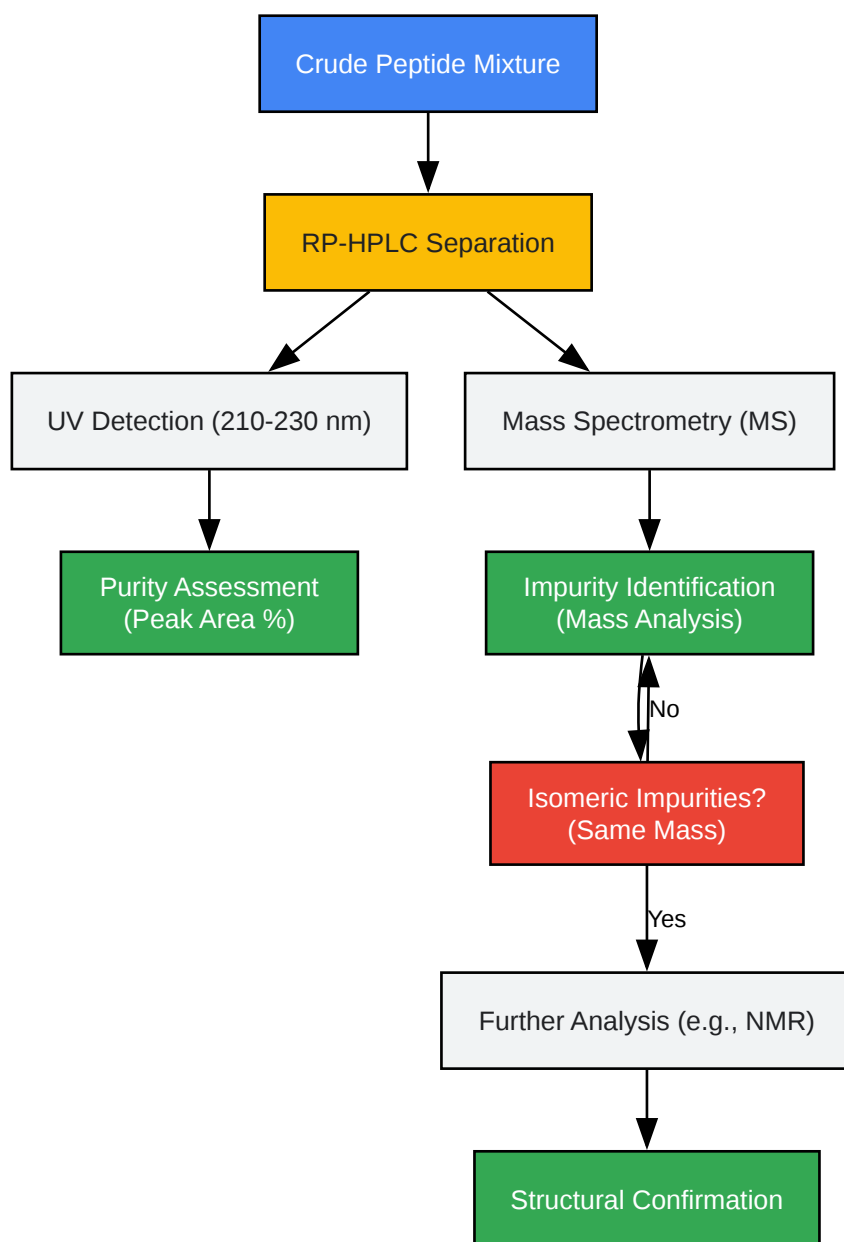 Crude Peptide Mixture
RP-HPLC Separation
UV Detection (210-230 nm)
Mass Spectrometry (MS)
Purity Assessment
(Peak Area %)
Impurity Identification
(Mass Analysis)
No
Isomeric Impurities?
(Same Mass)
Yes
Further Analysis (e.g., NMR)
Structural Confirmation